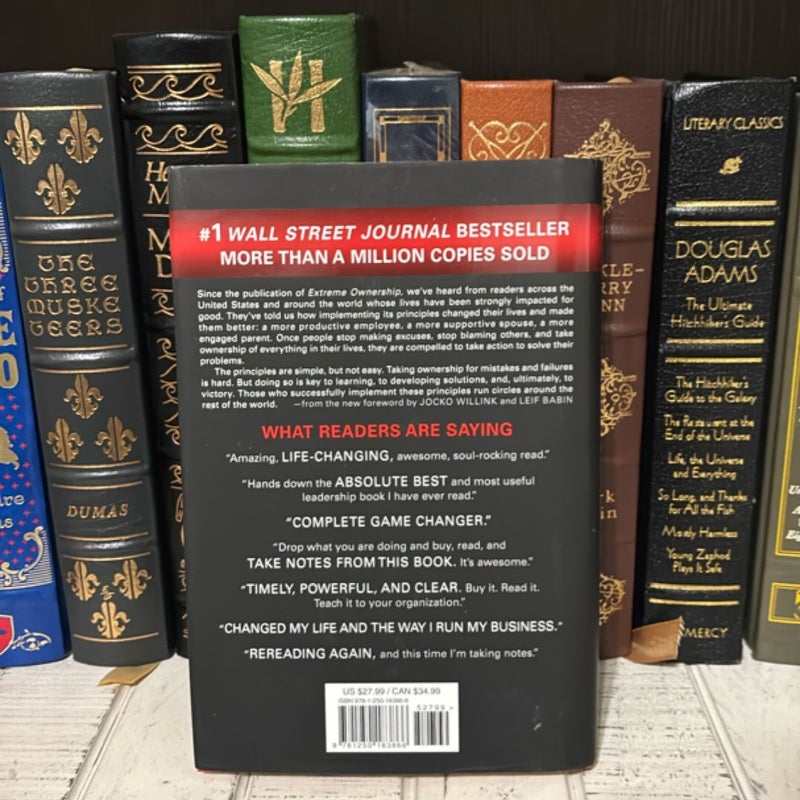 #1 WALL STREET JOURNAL BESTSELLER
MORE THAN A MILLION COPIES SOLD
Since the publication of Extreme Ownership, we've heard from readers across the
United States and around the world whose lives have been strongly impacted for
good. They've told us how implementing its principles changed their lives and made
them better: a more productive employee, a more supportive spouse, a more
engaged parent. Once people stop making excuses, stop blaming others, and take
ownership of everything in their lives, they are compelled to take action to solve their
problems.
The principles are simple, but not easy. Taking ownership for mistakes and failures
is hard. But doing so is key to learning, to developing solutions, and, ultimately, to
victory. Those who successfully implement these principles run circles around the
rest of the world. —from the new foreword by JOCKO WILLINK and LEIF BABIN
WHAT READERS ARE SAYING
"Amazing, LIFE-CHANGING, awesome, soul-rocking read."
"Hands down the ABSOLUTE BEST and most useful
leadership book I have ever read."
"COMPLETE GAME CHANGER."
"Drop what you are doing and buy, read, and
TAKE NOTES FROM THIS BOOK. It's awesome."
"TIMELY, POWERFUL, AND CLEAR. Buy it. Read it.
Teach it to your organization."
"CHANGED MY LIFE AND THE WAY I RUN MY BUSINESS."
"REREADING AGAIN, and this time I'm taking notes."
US $27.99 / CAN $34.99
ISBN 978-1-250-18386-6
52799>
9 781250 183866
THE
THREE
MUSKE
TEERS
DUMAS
LITERARY CLASSICS
DOUGLAS
ADAMS
The Ultimate
Hitchhiker's Guide
The Hitchhiker's
Guide to the Galaxy
The Restaurant at the
End of the Universe
Life, the Universe
and Everything
So Long, and Thanks
for All the Fish
Mostly Harmless
Young Zaphod
Plays It Safe